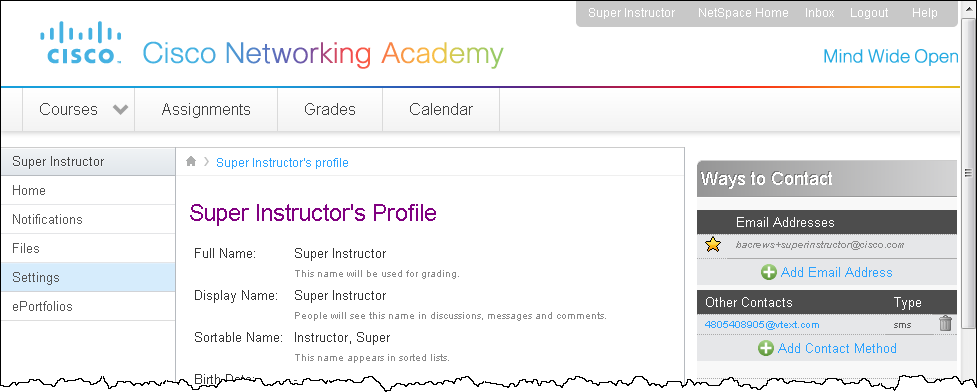 Super Instructor NetSpace Home Inbox Logout Help
CISCO Cisco Networking Academy
Mind Wide Open
Courses Assignments Grades Calendar
Super Instructor
Home
Notifications
Files
Settings
ePortfolios
Super Instructor's profile
Super Instructor's Profile
Full Name: Super Instructor
This name will be used for grading.
Display Name: Super Instructor
People will see this name in discussions, messages and comments.
Sortable Name: Instructor, Super
This name appears in sorted lists.
Birth Date:
Ways to Contact
Email Addresses
bacrews+superinstructor@cisco.com
Add Email Address
Other Contacts Type
4805408905@vtext.com sms
Add Contact Method